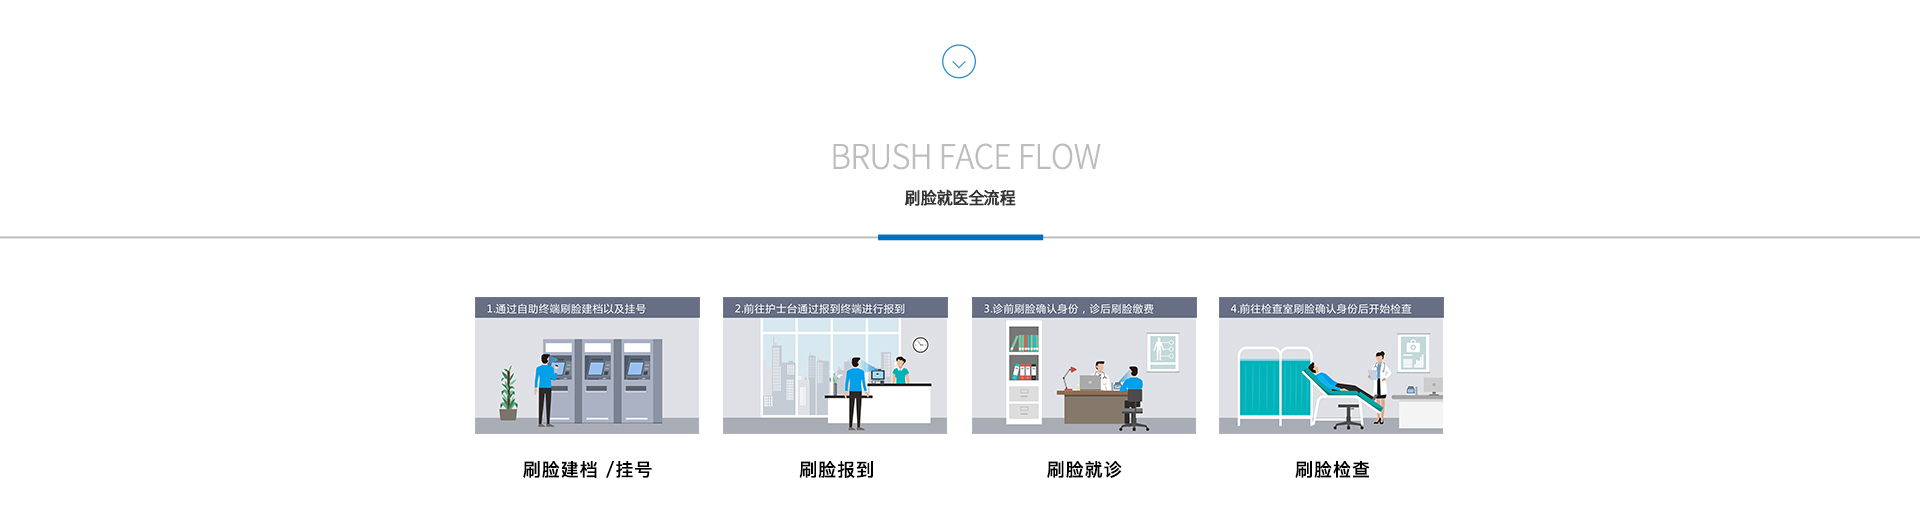 BRUSH FACE FLOW
刷脸就医全流程
1.通过自助终端刷脸建档以及挂号
2.前往护士台通过报到终端进行报到
3.诊前刷脸确认身份，诊后刷脸缴费
4.前往检查室刷脸确认身份后开始检查
刷脸建档 /挂号
刷脸报到
刷脸就诊
刷脸检查